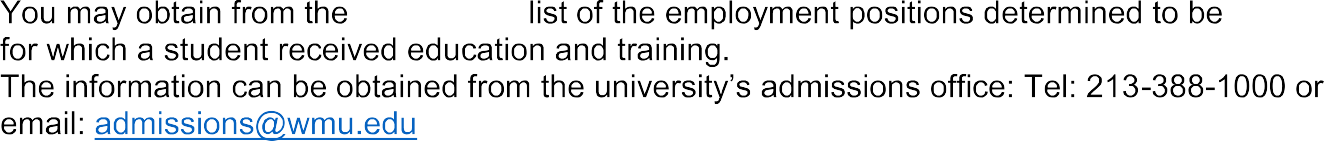 You may obtain from the list of the employment positions determined to be
for which a student received education and training.
The information can be obtained from the university’s admissions office: Tel: 213-388-1000 or
email: admissions@wmu.edu